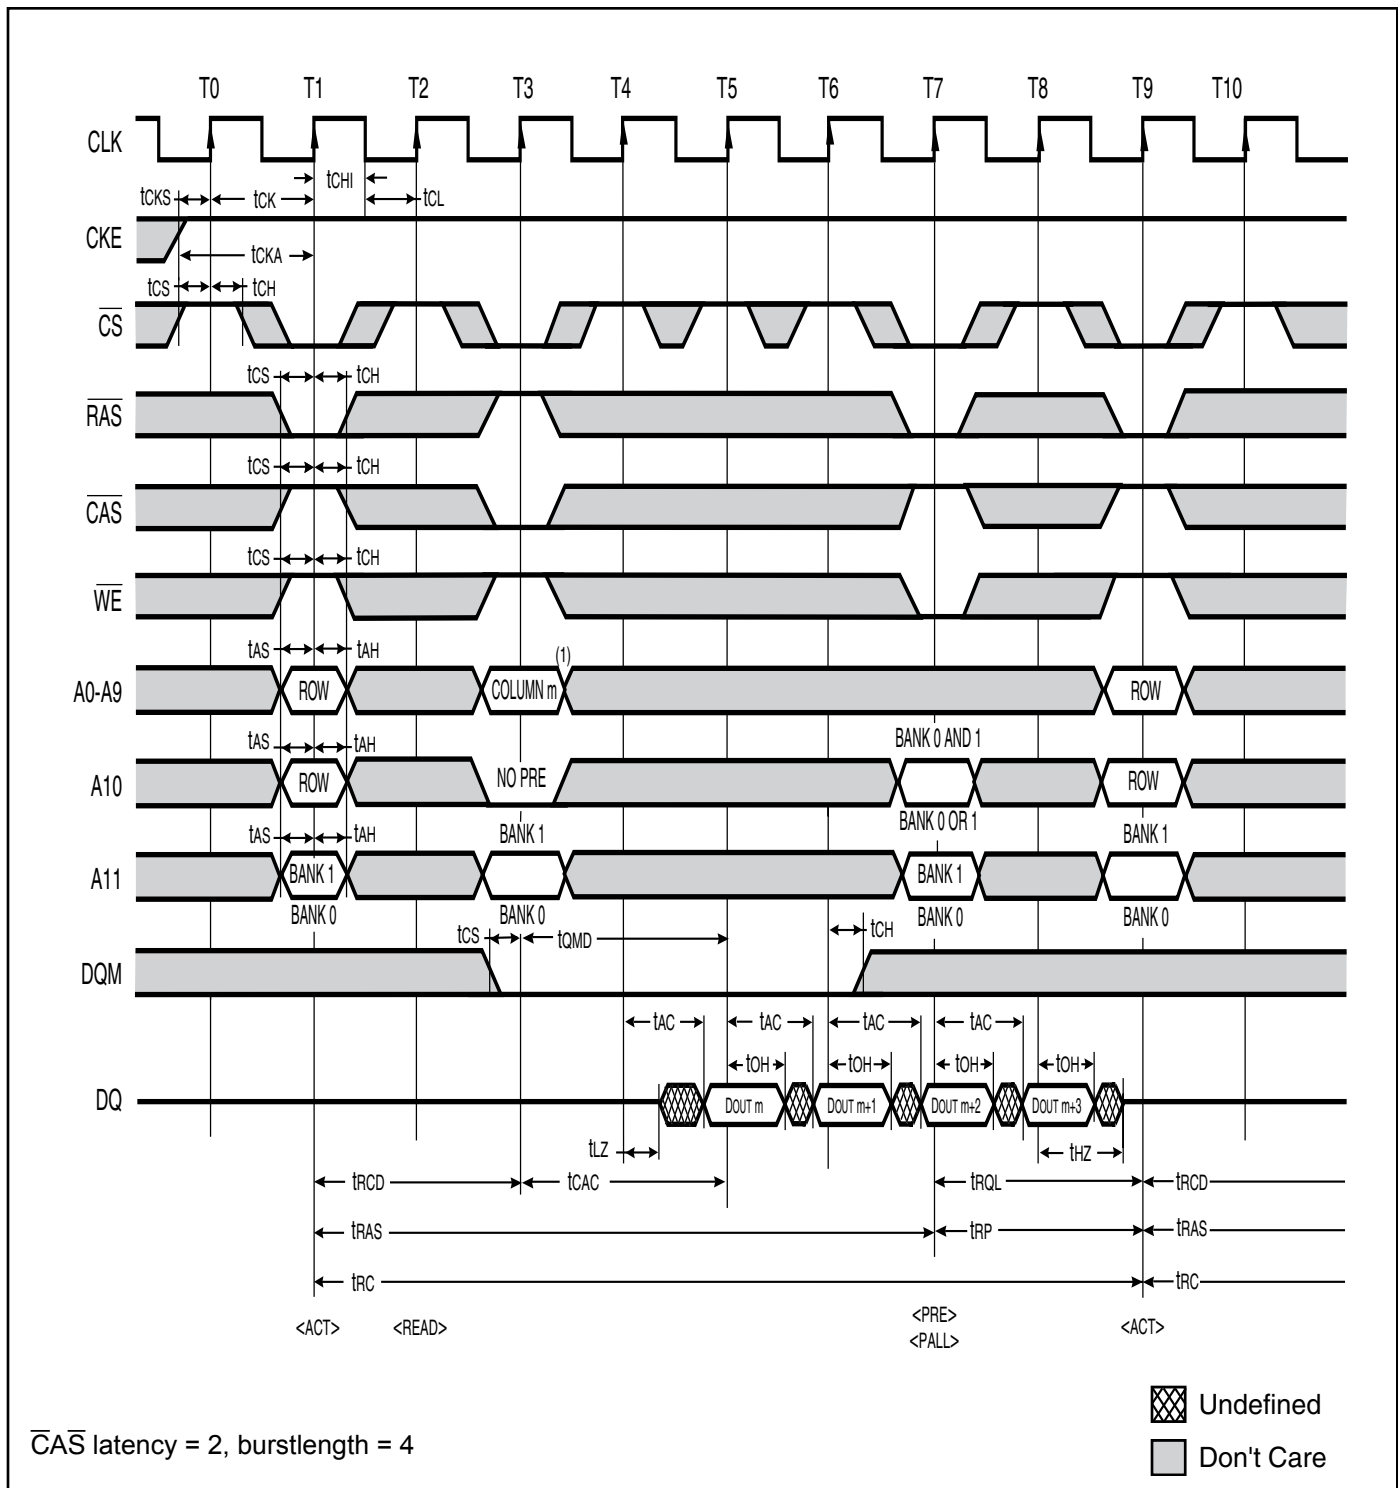 T0 T1 T2 T3 T4 T5 T6 T7 T8 T9 T10
CLK
tCHI
tCKS tCK tCL
CKE
tCKA
tCS tCH
CS
tCS tCH
RAS
tCS tCH
CAS
tCS tCH
WE
tAS tAH (1)
A0-A9 ROW COLUMN m ROW
tAS tAH BANK 0 AND 1
A10 ROW NO PRE ROW
BANK 0 OR 1
tAS tAH BANK 1 BANK 1
A11 BANK 1 BANK 1
BANK 0 BANK 0 BANK 0 BANK 0
tCS tQMD tCH
DQM
tAC tAC tAC tAC
tOH tOH tOH tOH
DQ DOUT m DOUT m+1 DOUT m+2 DOUT m+3
tLZ tHZ
tRCD tCAC tRQL tRCD
tRAS tRP tRAS
tRC tRC
<ACT> <READ> <PRE> <ACT>
<PALL>
Undefined
CAS latency = 2, burstlength = 4
Don't Care